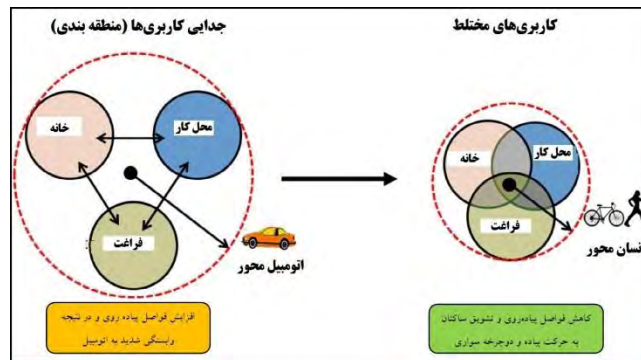 جدایی کاربری‌ها (منطقه بندی)
کاربری‌های مختلط
خانه
محل کار
فراغت
اتومبیل محور
خانه
محل کار
فراغت
انسان محور
افزایش فواصل پیاده روی و در نتیجه
وابستگی شدید به اتومبیل
کاهش فواصل پیاده‌روی و تشویق ساکنان
به حرکت پیاده و دوچرخه سواری